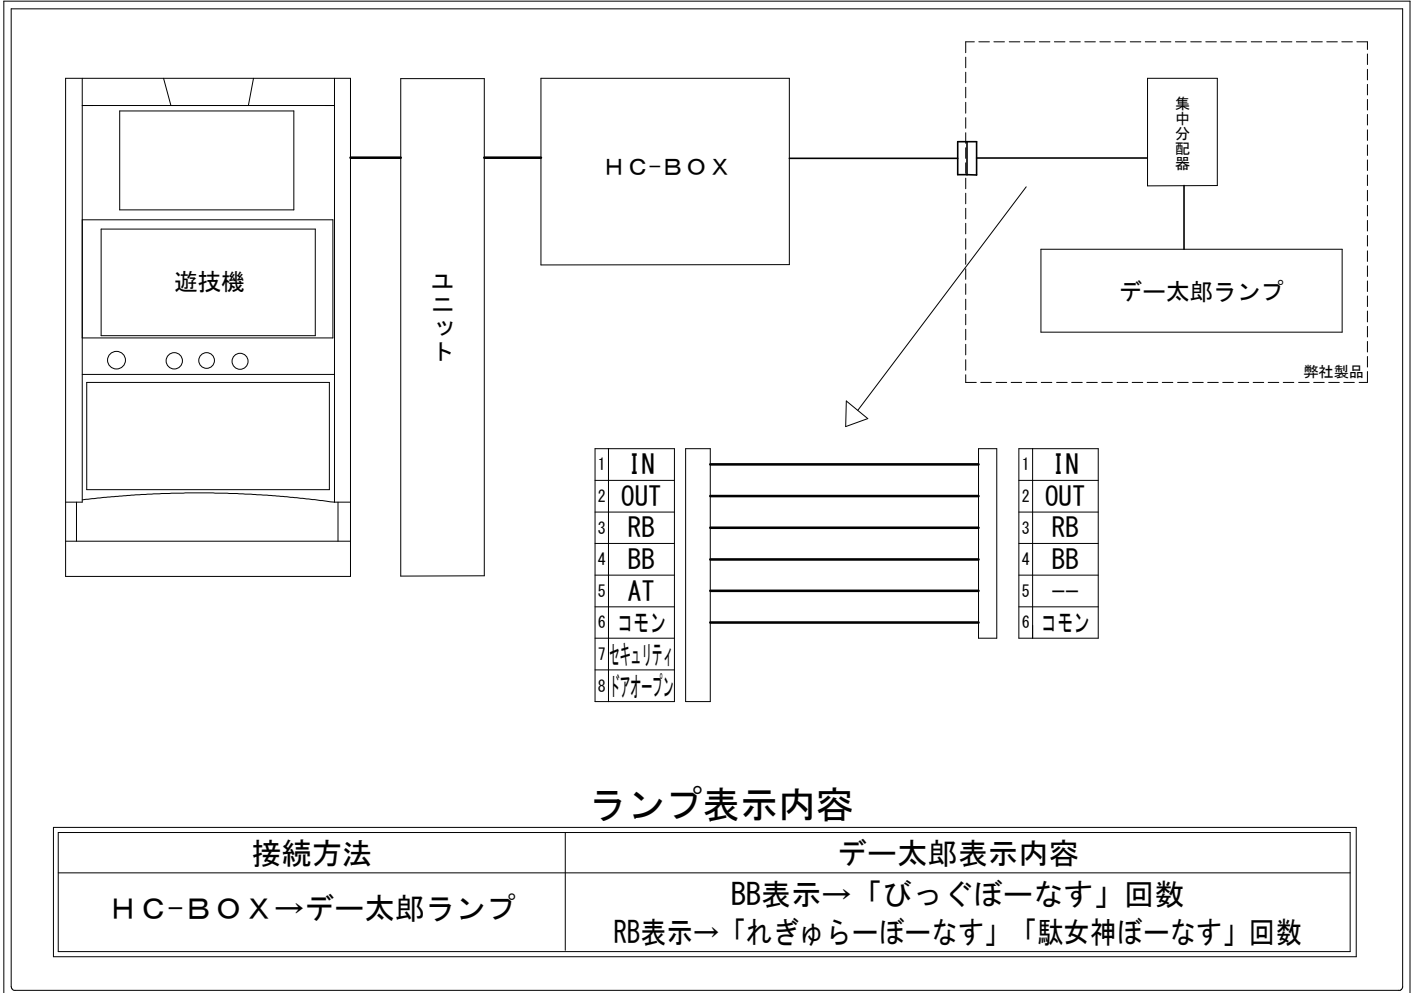 遊技機
ユニット
ＨＣ−ＢＯＸ
集中分配器
デー太郎ランプ
弊社製品
1 IN
2 OUT
3 RB
4 BB
5 AT
6 コモン
7 セキュリティ
8 ドアオープン
1 IN
2 OUT
3 RB
4 BB
5 −−
6 コモン
ランプ表示内容
接続方法 デー太郎表示内容
ＨＣ−ＢＯＸ→デー太郎ランプ
BB表示→「びっぐぼーなす」回数
RB表示→「れぎゅらーぼーなす」「駄女神ぼーなす」回数